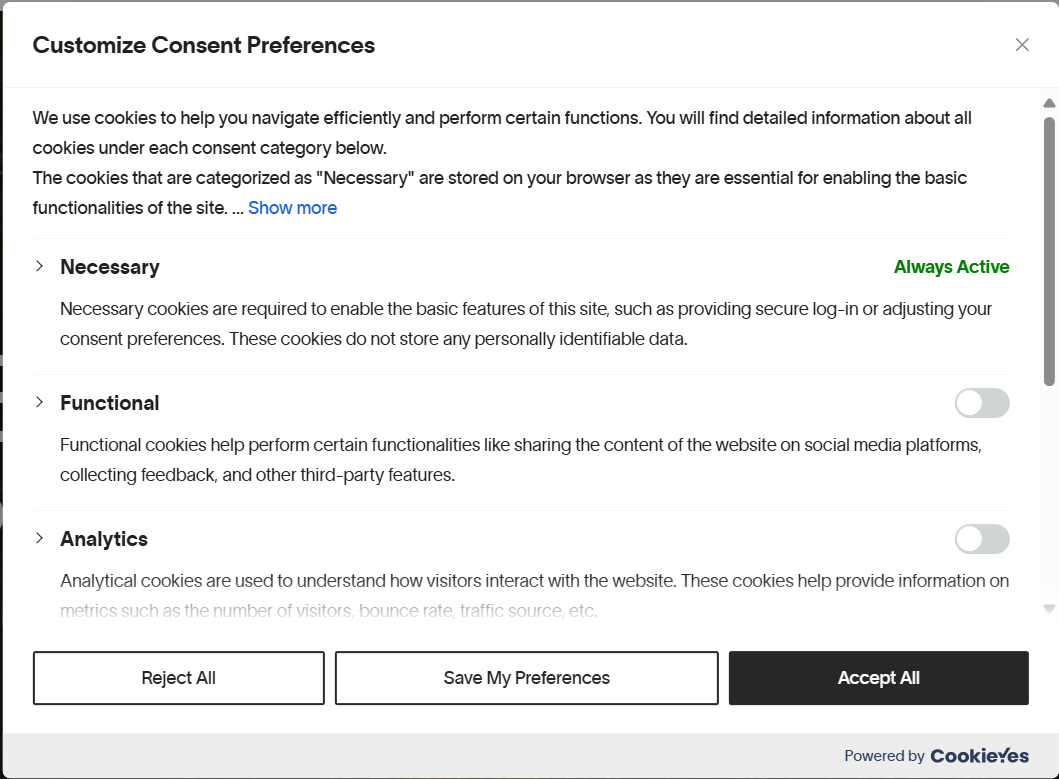 Customize Consent Preferences
We use cookies to help you navigate efficiently and perform certain functions. You will find detailed information about all
cookies under each consent category below.
The cookies that are categorized as "Necessary" are stored on your browser as they are essential for enabling the basic
functionalities of the site. ... Show more
Necessary
Always Active
Necessary cookies are required to enable the basic features of this site, such as providing secure log-in or adjusting your
consent preferences. These cookies do not store any personally identifiable data.
Functional
Functional cookies help perform certain functionalities like sharing the content of the website on social media platforms,
collecting feedback, and other third-party features.
Analytics
Analytical cookies are used to understand how visitors interact with the website. These cookies help provide information on
metrics such as the number of visitors, bounce rate, traffic source, etc.
Reject All
Save My Preferences
Accept All
Powered by CookieYes